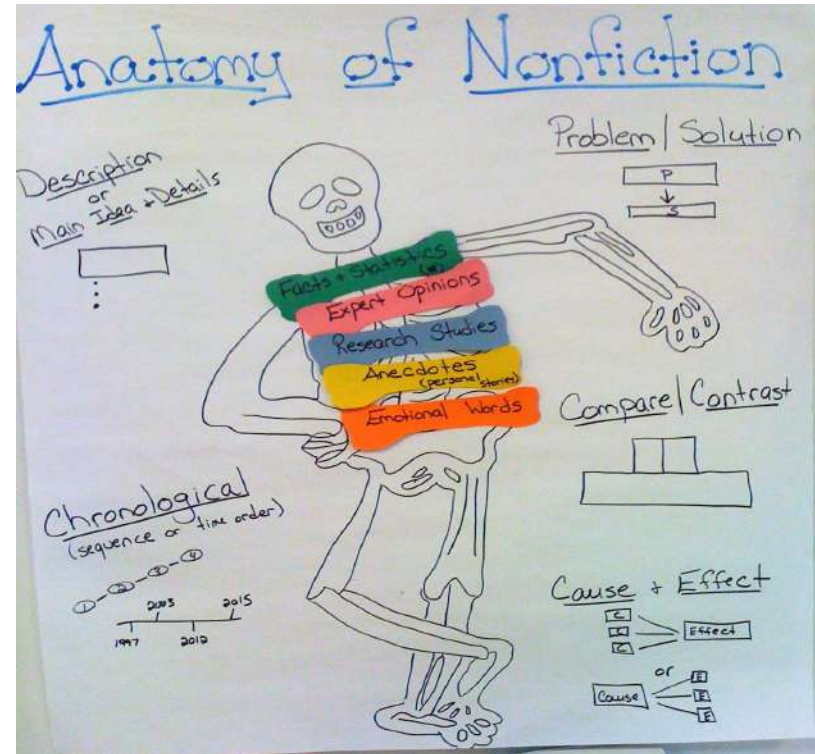 Anatomy of Nonfiction
Description
or
Main Idea + Details
Problem / Solution
P
S
Facts + Statistics
(#)
Expert Opinions
Research Studies
Anecdotes
(personal stories)
Emotional Words
Compare / Contrast
Chronological
(sequence or time order)
1 2 3 4
2003 2015
1997 2012
Cause + Effect
C
C
C
Effect
or
Cause
E
E
E